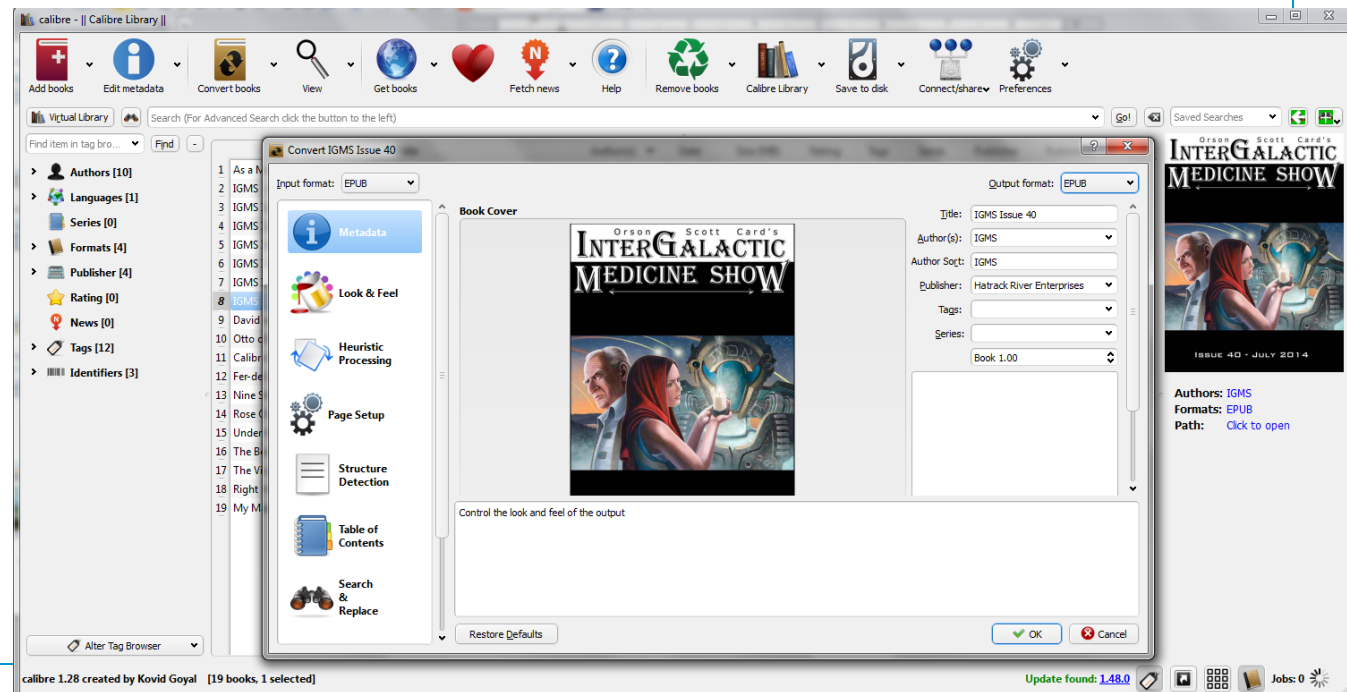 calibre - || Calibre Library ||
Add books
Edit metadata
Convert books
View
Get books
Fetch news
Help
Remove books
Calibre Library
Save to disk
Connect/share
Preferences
Virtual Library
Search (For Advanced Search click the button to the left)
Go!
Saved Searches
Find item in tag bro...
Find
-
Authors [10]
Languages [1]
Series [0]
Formats [4]
Publisher [4]
Rating [0]
News [0]
Tags [12]
Identifiers [3]
Alter Tag Browser
1 As a M
2 IGMS
3 IGMS
4 IGMS
5 IGMS
6 IGMS
7 IGMS
8 IGMS
9 David
10 Otto
11 Calibr
12 Fer-de
13 Nine S
14 Rose
15 Under
16 The B
17 The Vi
18 Right
19 My M
Convert IGMS Issue 40
Input format: EPUB
Output format: EPUB
Metadata
Look & Feel
Heuristic
Processing
Page Setup
Structure
Detection
Table of
Contents
Search
&
Replace
Book Cover
Orson Scott Card's
INTERGALACTIC
MEDICINE SHOW
Title: IGMS Issue 40
Author(s): IGMS
Author Sort: IGMS
Publisher: Hatrack River Enterprises
Tags:
Series:
Book 1.00
Control the look and feel of the output
Restore Defaults
OK
Cancel
Orson Scott Card's
INTERGALACTIC
MEDICINE SHOW
ISSUE 40 - JULY 2014
Authors: IGMS
Formats: EPUB
Path: Click to open
calibre 1.28 created by Kovid Goyal [19 books, 1 selected]
Update found: 1.48.0
Jobs: 0